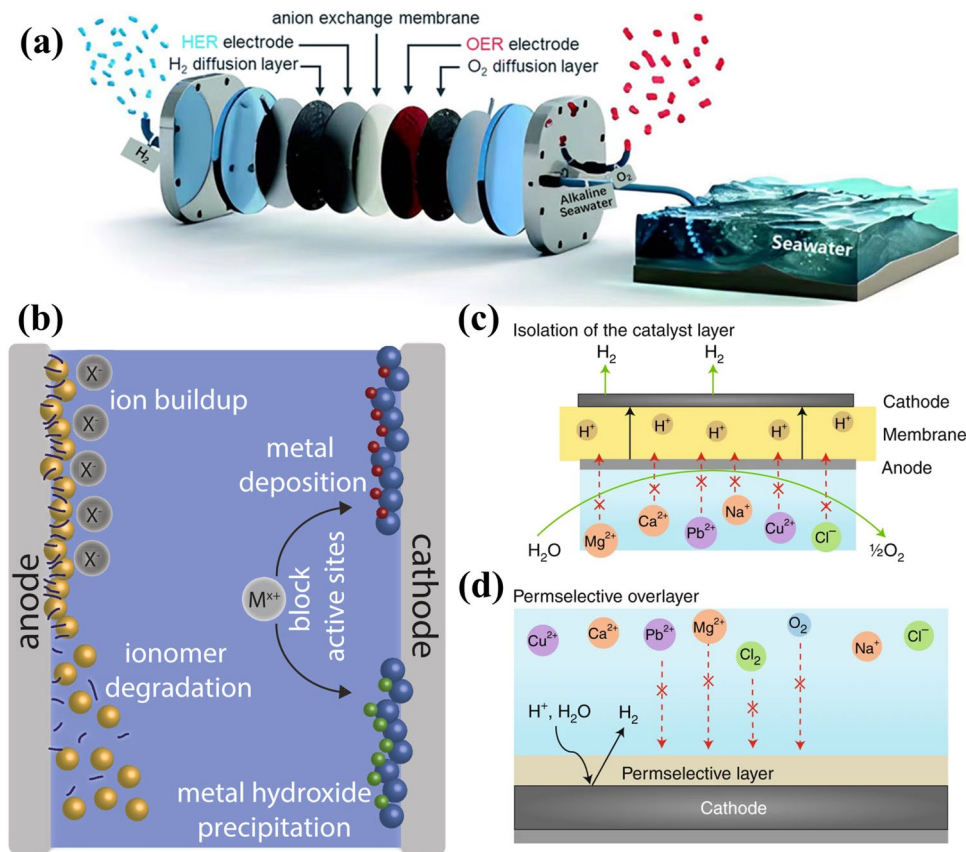 (a)
anion exchange membrane
HER electrode
OER electrode
H₂ diffusion layer
O₂ diffusion layer
H₂
O₂
Alkaline
Seawater
Seawater
(b)
X⁻
ion buildup
X⁻
X⁻
X⁻
X⁻
metal
deposition
anode
cathode
Mˣ⁺
block
active sites
ionomer
degradation
metal hydroxide
precipitation
(c)
Isolation of the catalyst layer
H₂
H₂
Cathode
H⁺
H⁺
H⁺
H⁺
H⁺
Membrane
Anode
H₂O
Mg²⁺
Ca²⁺
Pb²⁺
Na⁺
Cu²⁺
Cl⁻
½O₂
(d)
Permselective overlayer
Cu²⁺
Ca²⁺
Pb²⁺
Mg²⁺
Cl₂
O₂
Na⁺
Cl⁻
H⁺, H₂O
H₂
Permselective layer
Cathode